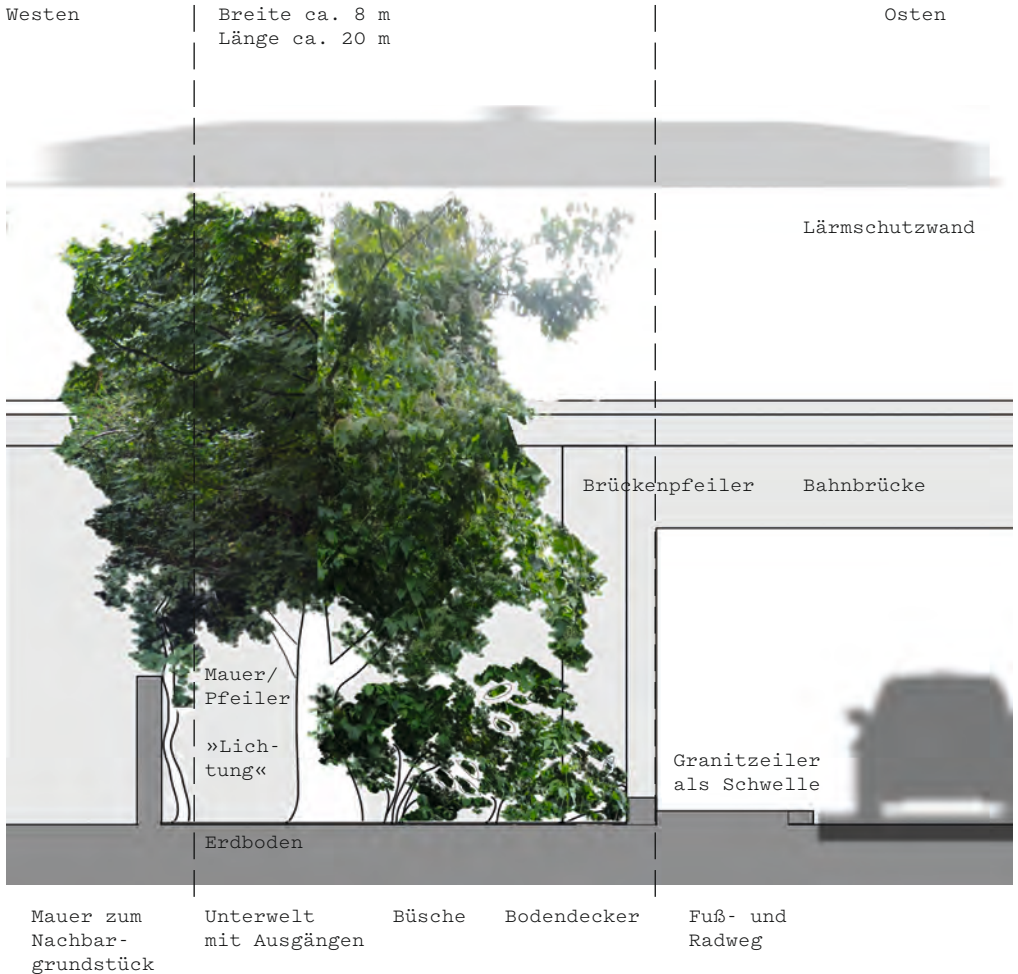 Westen
Breite ca. 8 m
Länge ca. 20 m
Osten
Lärmschutzwand
Brückenpfeiler
Bahnbrücke
Mauer/
Pfeiler
»Lich-
tung«
Granitzeiler
als Schwelle
Erdboden
Mauer zum
Nachbar-
grundstück
Unterwelt
mit Ausgängen
Büsche
Bodendecker
Fuß- und
Radweg